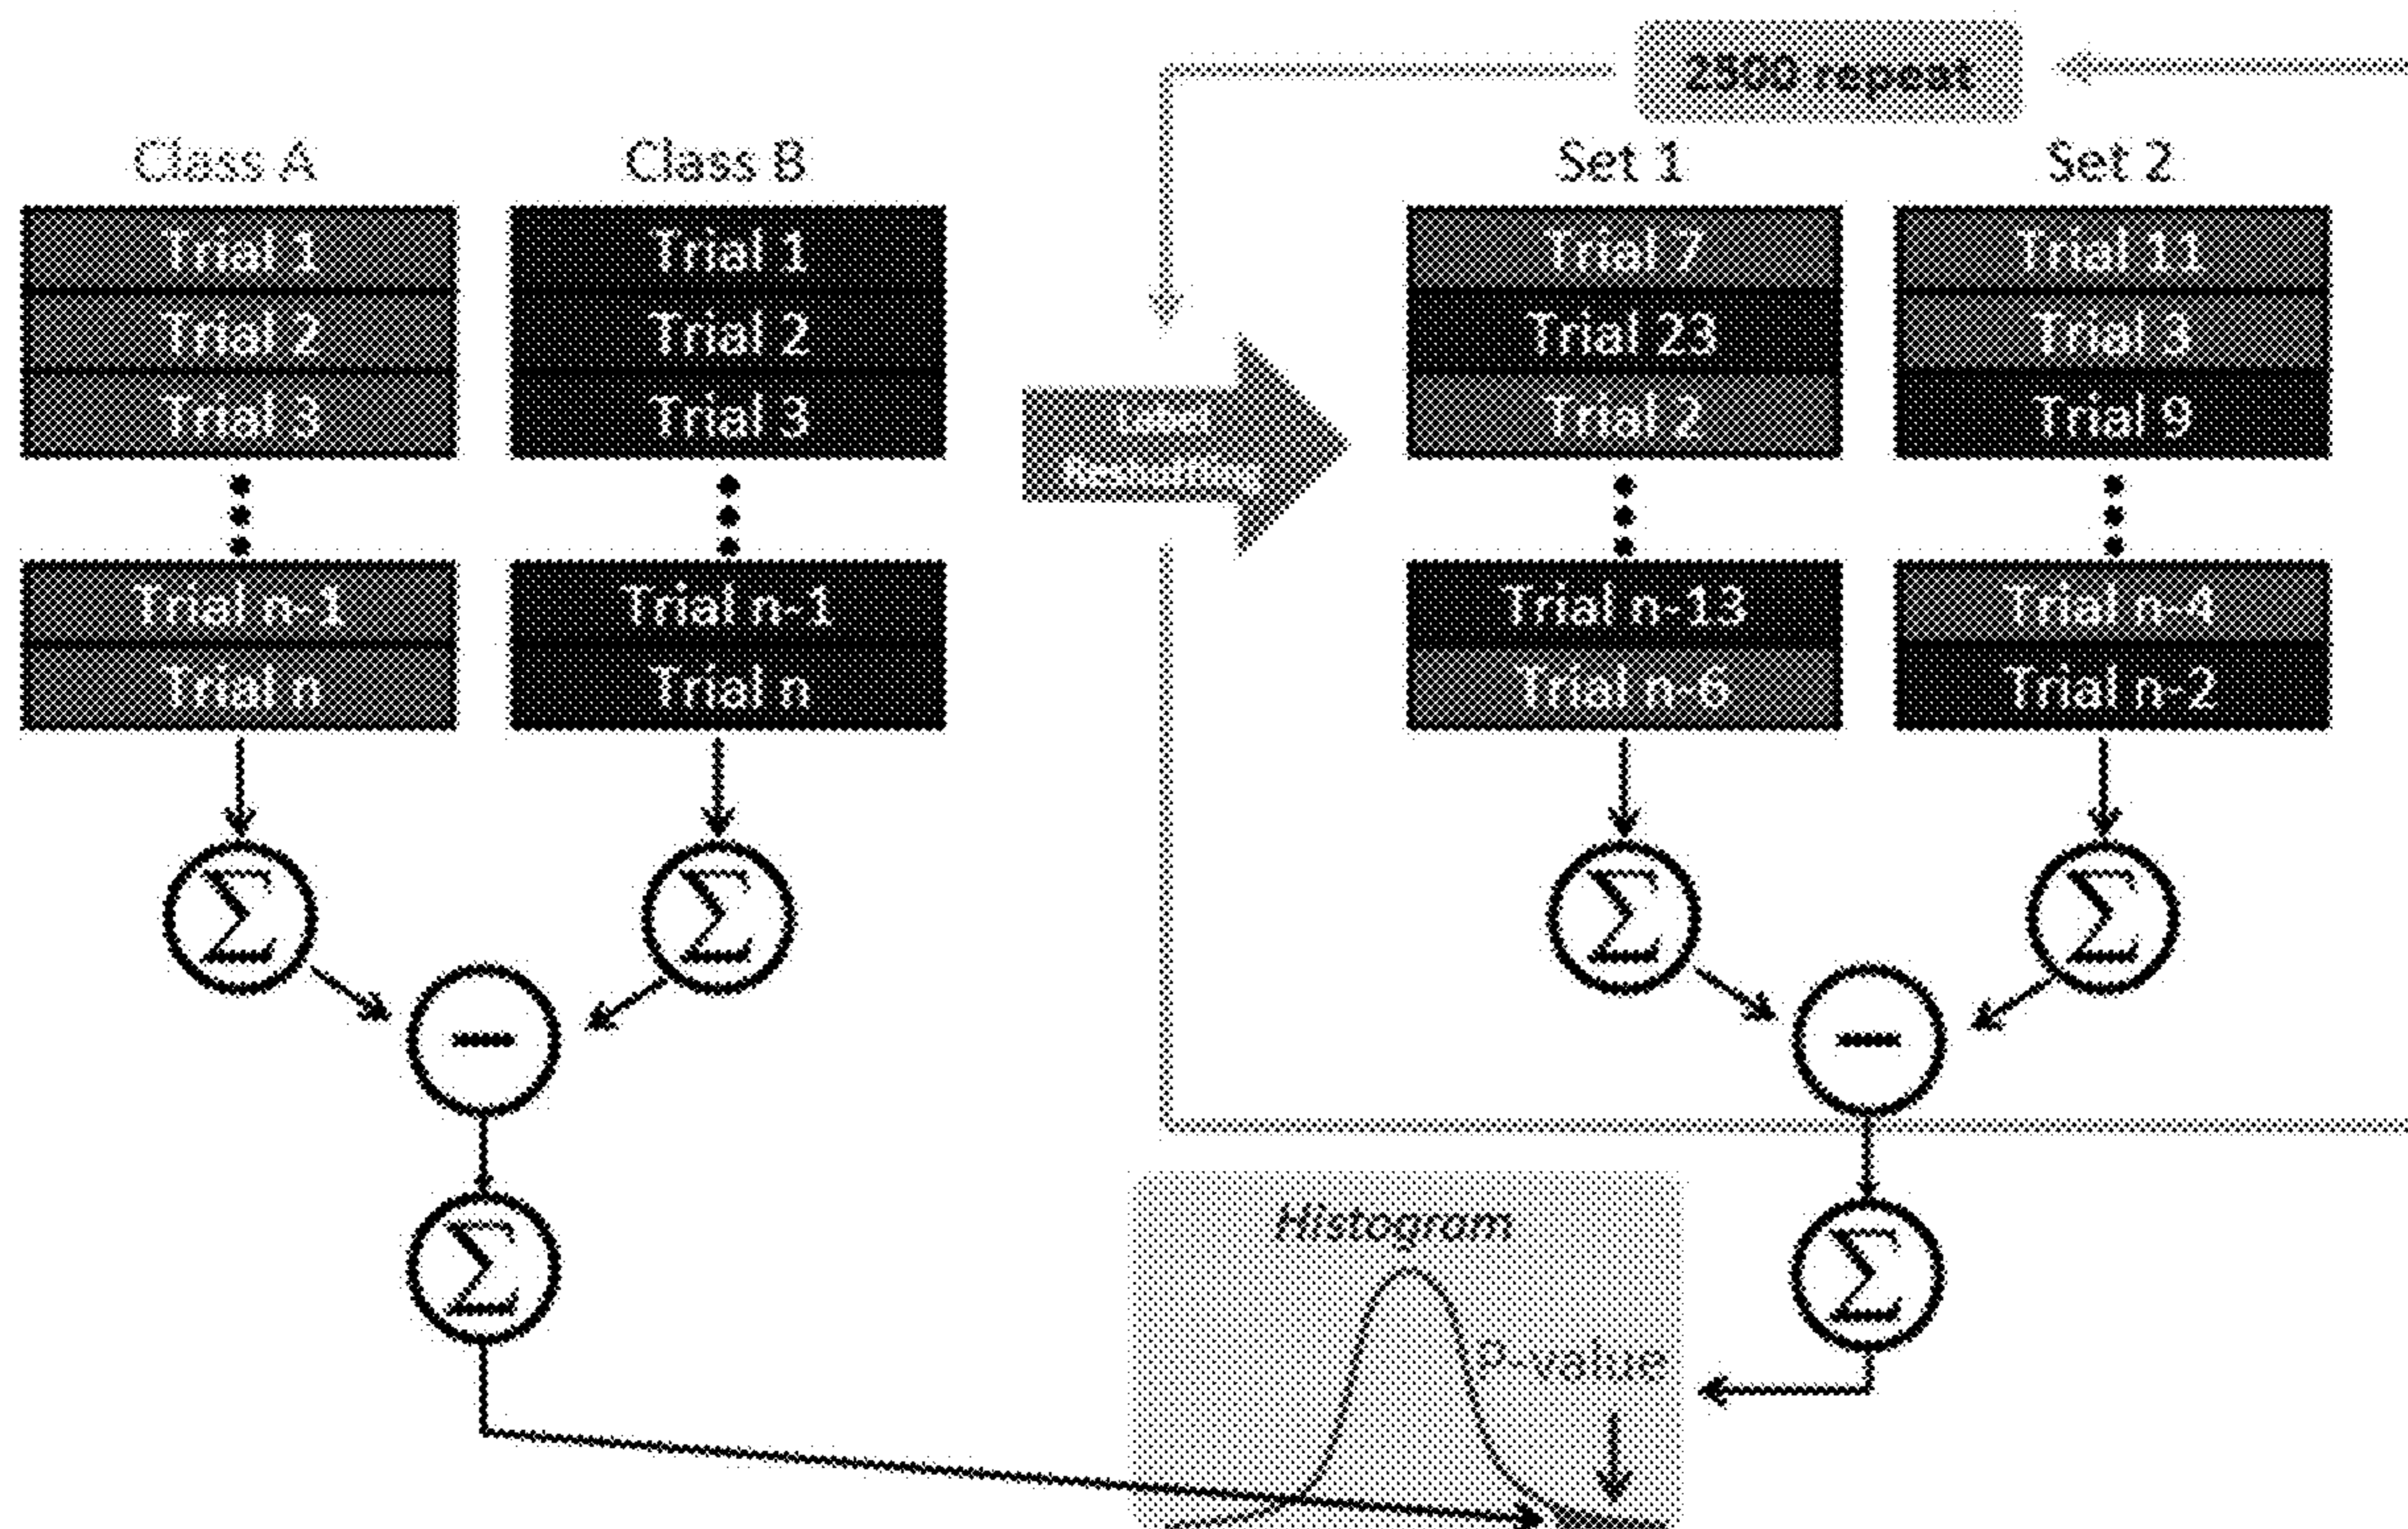 2500 repeat
Class A
Class B
Set 1
Set 2
Trial 1
Trial 2
Trial 3
Trial n-1
Trial n
Trial 1
Trial 2
Trial 3
Trial n-1
Trial n
Label
Trial 7
Trial 23
Trial 2
Trial n-13
Trial n-6
Trial 11
Trial 3
Trial 9
Trial n-4
Trial n-2
Σ
Σ
Σ
Σ
−
−
Σ
Σ
Histogram
P-value